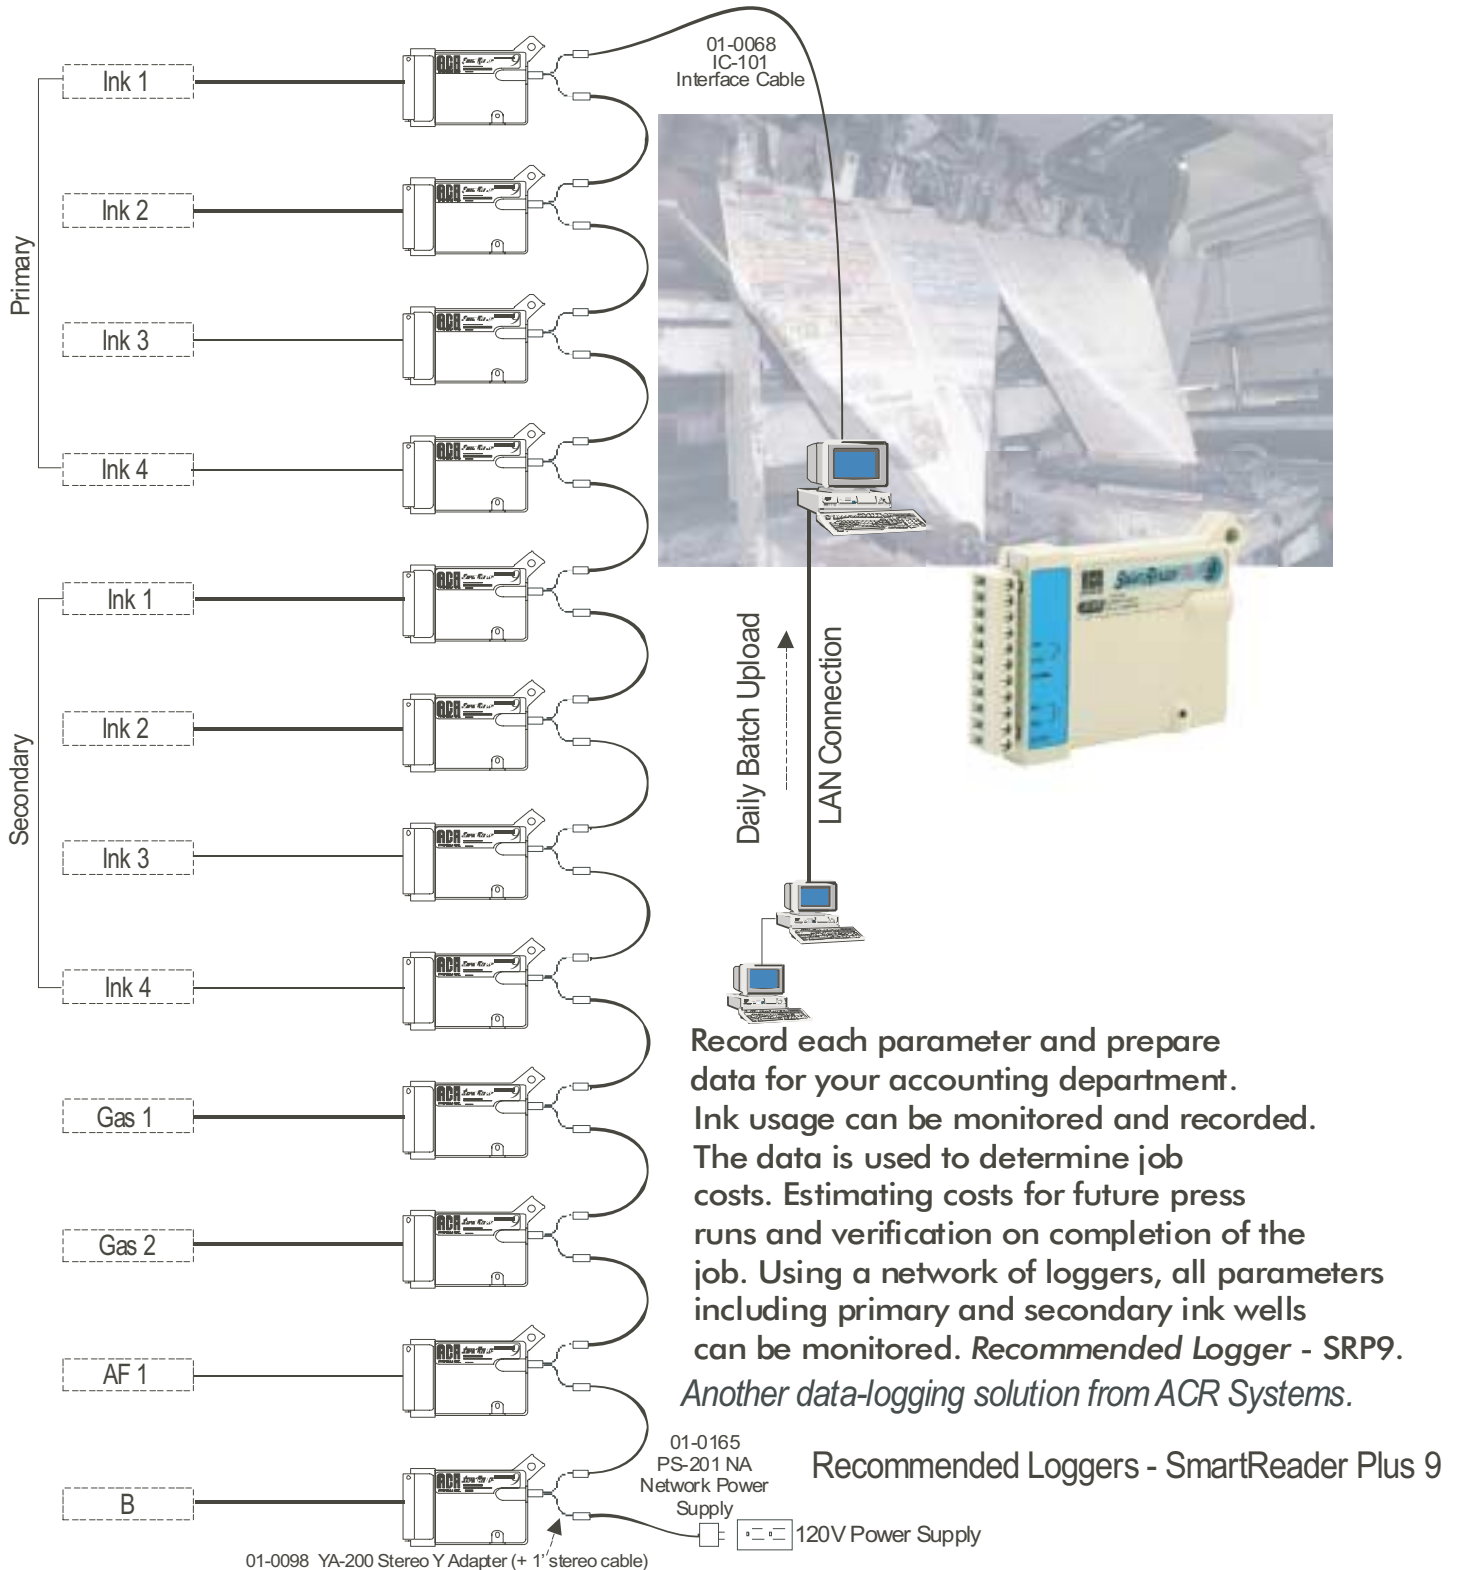 01-0068
IC-101
Interface Cable
Ink 1
Ink 2
Ink 3
Ink 4
Primary
Ink 1
Ink 2
Ink 3
Ink 4
Secondary
Gas 1
Gas 2
AF 1
B
ACR
SmartReader
Daily Batch Upload
LAN Connection
Record each parameter and prepare
data for your accounting department.
Ink usage can be monitored and recorded.
The data is used to determine job
costs. Estimating costs for future press
runs and verification on completion of the
job. Using a network of loggers, all parameters
including primary and secondary ink wells
can be monitored. Recommended Logger - SRP9.
Another data-logging solution from ACR Systems.
01-0165
PS-201 NA
Network Power
Supply
Recommended Loggers - SmartReader Plus 9
120V Power Supply
01-0098 YA-200 Stereo Y Adapter (+ 1' stereo cable)